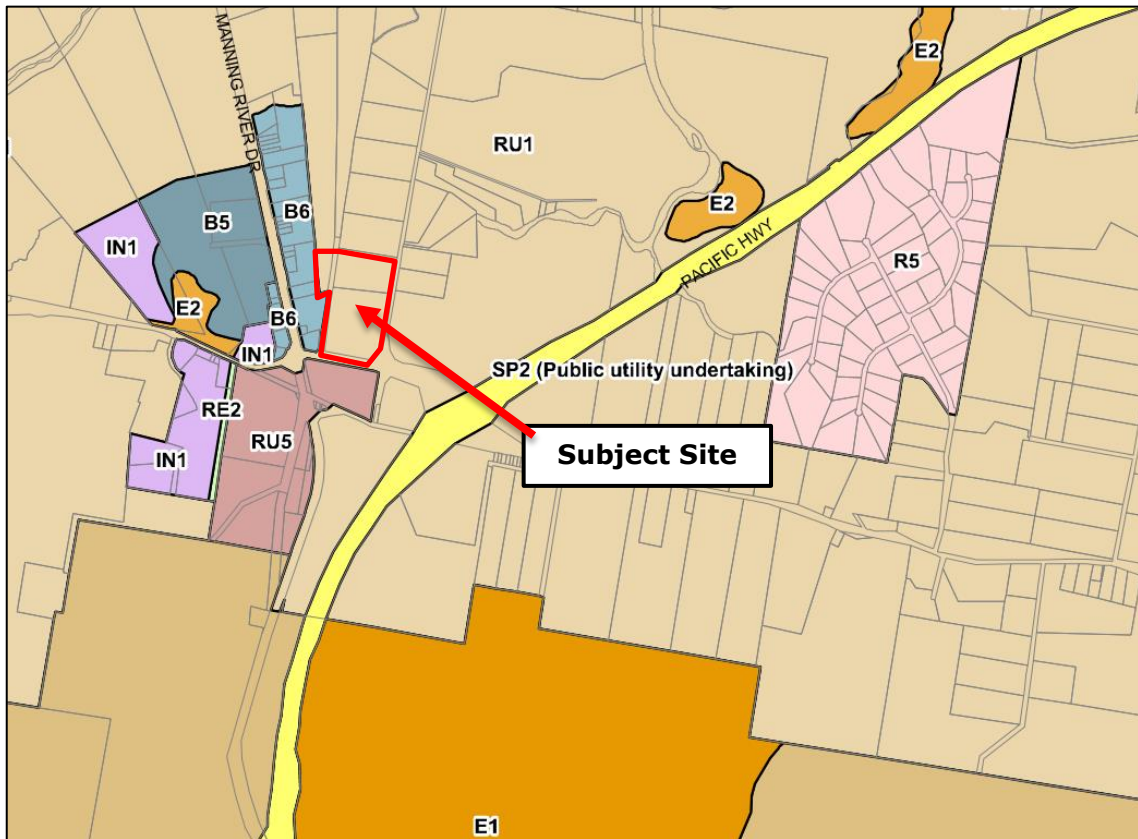 MANNING RIVER DR
E2
RU1
E2
B5
B6
IN1
R5
PACIFIC HWY
E2
B6
IN1
SP2 (Public utility undertaking)
RE2
RU5
IN1
Subject Site
E1